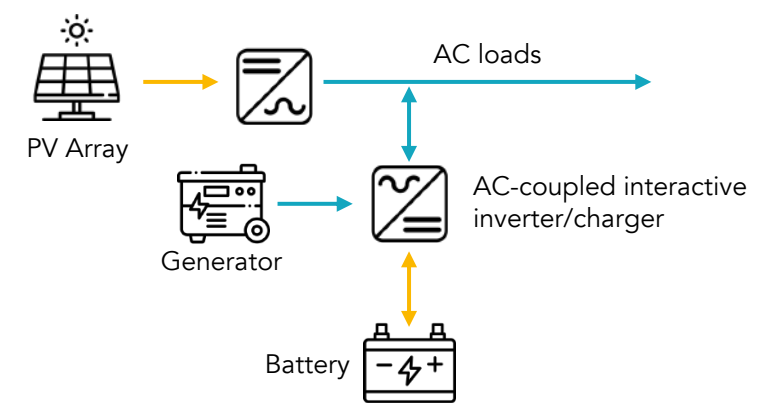 AC loads
PV Array
AC-coupled interactive
inverter/charger
Generator
Battery